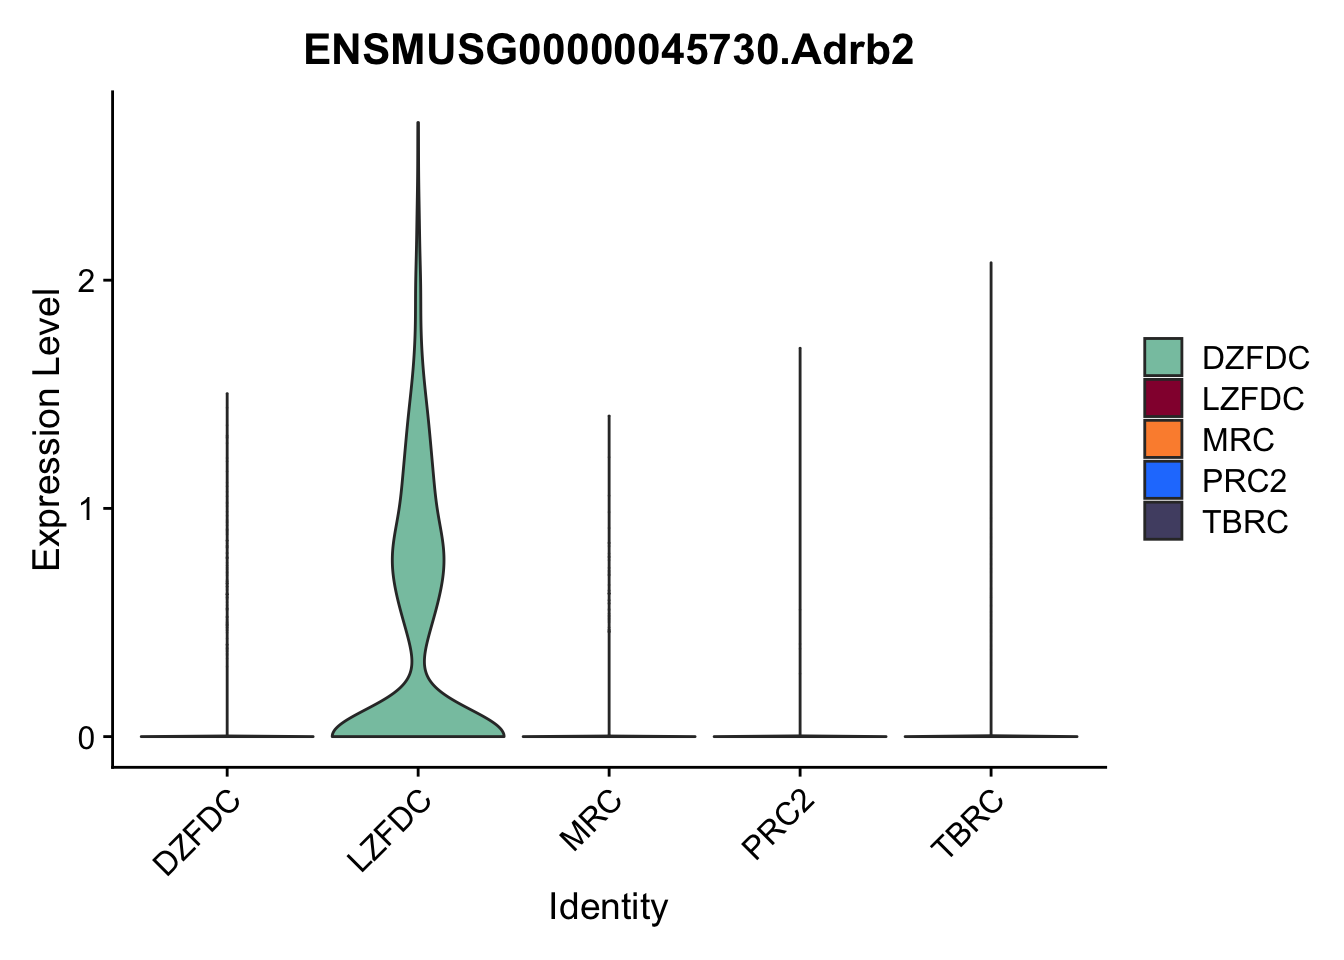 ENSMUSG00000045730.Adrb2
Expression Level
2
1
0
DZFDC
LZFDC
MRC
PRC2
TBRC
Identity
DZFDC
LZFDC
MRC
PRC2
TBRC